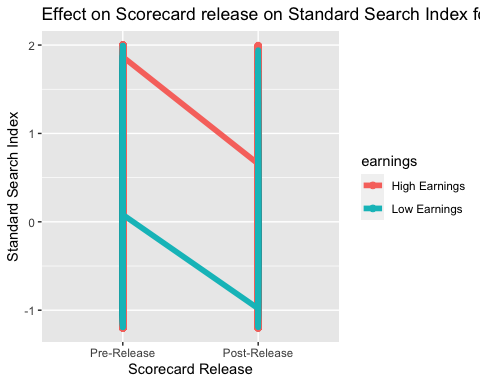 Effect on Scorecard release on Standard Search Index
2
1
0
-1
Standard Search Index
Pre-Release
Post-Release
Scorecard Release
earnings
High Earnings
Low Earnings